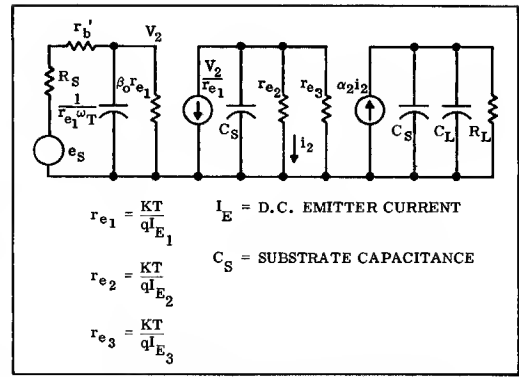 r_b' V_2
R_S β_o r_e1 V_2/r_e1 r_e2 r_e3 α_2 i_2
1/(r_e1 ω_T) C_S C_S C_L R_L
e_S i_2
r_e1 = KT/qI_E1 I_E = D.C. EMITTER CURRENT
C_S = SUBSTRATE CAPACITANCE
r_e2 = KT/qI_E2
r_e3 = KT/qI_E3